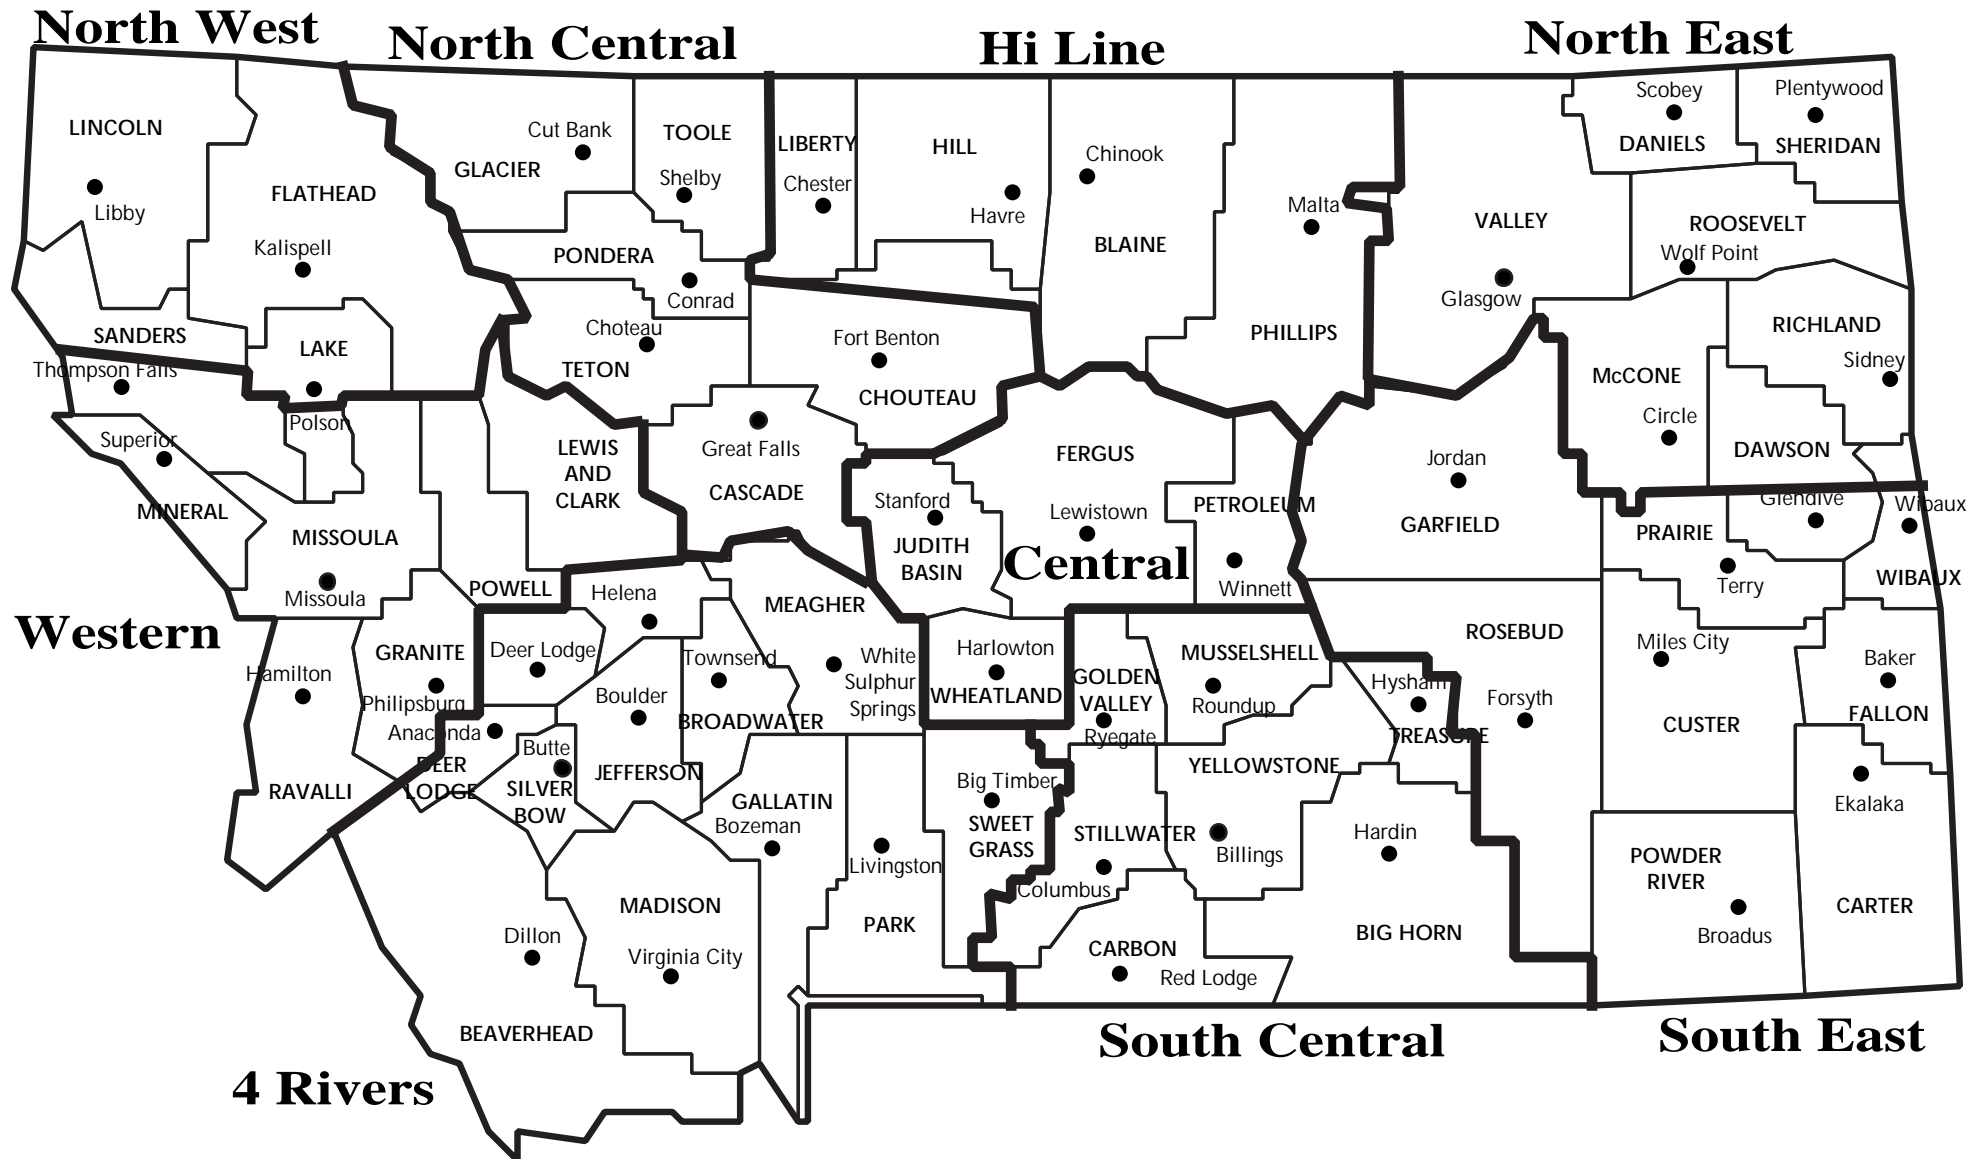 North West
North Central
Hi Line
North East
LINCOLN
Libby
FLATHEAD
Kalispell
GLACIER
Cut Bank
TOOLE
Shelby
LIBERTY
Chester
HILL
Havre
Chinook
BLAINE
Malta
PHILLIPS
VALLEY
Glasgow
Scobey
DANIELS
Plentywood
SHERIDAN
ROOSEVELT
Wolf Point
PONDERA
Conrad
SANDERS
Thompson Falls
LAKE
Polson
Choteau
TETON
Fort Benton
CHOUTEAU
RICHLAND
Sidney
McCONE
Circle
DAWSON
Glendive
Superior
MINERAL
MISSOULA
Missoula
LEWIS
AND
CLARK
Great Falls
CASCADE
Stanford
JUDITH
BASIN
FERGUS
Lewistown
Central
PETROLEUM
Winnett
Jordan
GARFIELD
PRAIRIE
Terry
Wibaux
WIBAUX
Western
POWELL
Helena
MEAGHER
White
Sulphur
Springs
Hamilton
RAVALLI
GRANITE
Philipsburg
Deer Lodge
Anaconda
DEER
LODGE
Butte
SILVER
BOW
Boulder
JEFFERSON
Townsend
BROADWATER
Harlowton
WHEATLAND
GOLDEN
VALLEY
Ryegate
MUSSELSHELL
Roundup
Hysham
TREASURE
ROSEBUD
Forsyth
Miles City
CUSTER
Baker
FALLON
Ekalaka
CARTER
GALLATIN
Bozeman
Livingston
PARK
Big Timber
SWEET
GRASS
STILLWATER
Columbus
YELLOWSTONE
Billings
Hardin
BIG HORN
POWDER
RIVER
Broadus
MADISON
Virginia City
Dillon
BEAVERHEAD
CARBON
Red Lodge
4 Rivers
South Central
South East